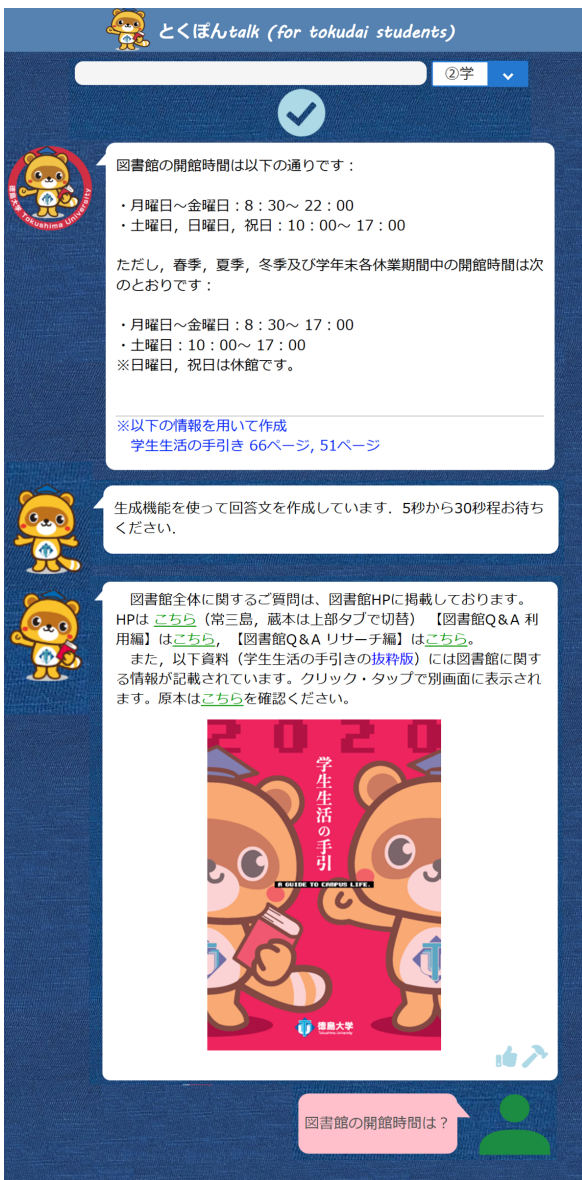 とくぽんtalk (for tokudai students)
②学
図書館の開館時間は以下の通りです：
・月曜日～金曜日：8：30～ 22：00
・土曜日，日曜日，祝日：10：00～ 17：00
ただし，春季，夏季，冬季及び学年末各休業期間中の開館時間は次
のとおりです：
・月曜日～金曜日：8：30～ 17：00
・土曜日：10：00～ 17：00
※日曜日，祝日は休館です。
※以下の情報を用いて作成
学生生活の手引き 66ページ, 51ページ
徳島大学
Tokushima University
生成機能を使って回答文を作成しています．5秒から30秒程お待ち
ください．
図書館全体に関するご質問は、図書館HPに掲載しております。
HPは こちら（常三島，蔵本は上部タブで切替）【図書館Q&A 利
用編】はこちら，【図書館Q&A リサーチ編】はこちら。
また，以下資料（学生生活の手引きの抜粋版）には図書館に関す
る情報が記載されています。クリック・タップで別画面に表示され
ます。原本はこちらを確認ください。
2020
学生生活の手引
A GUIDE TO CAMPUS LIFE.
徳島大学
Tokushima University
図書館の開館時間は？